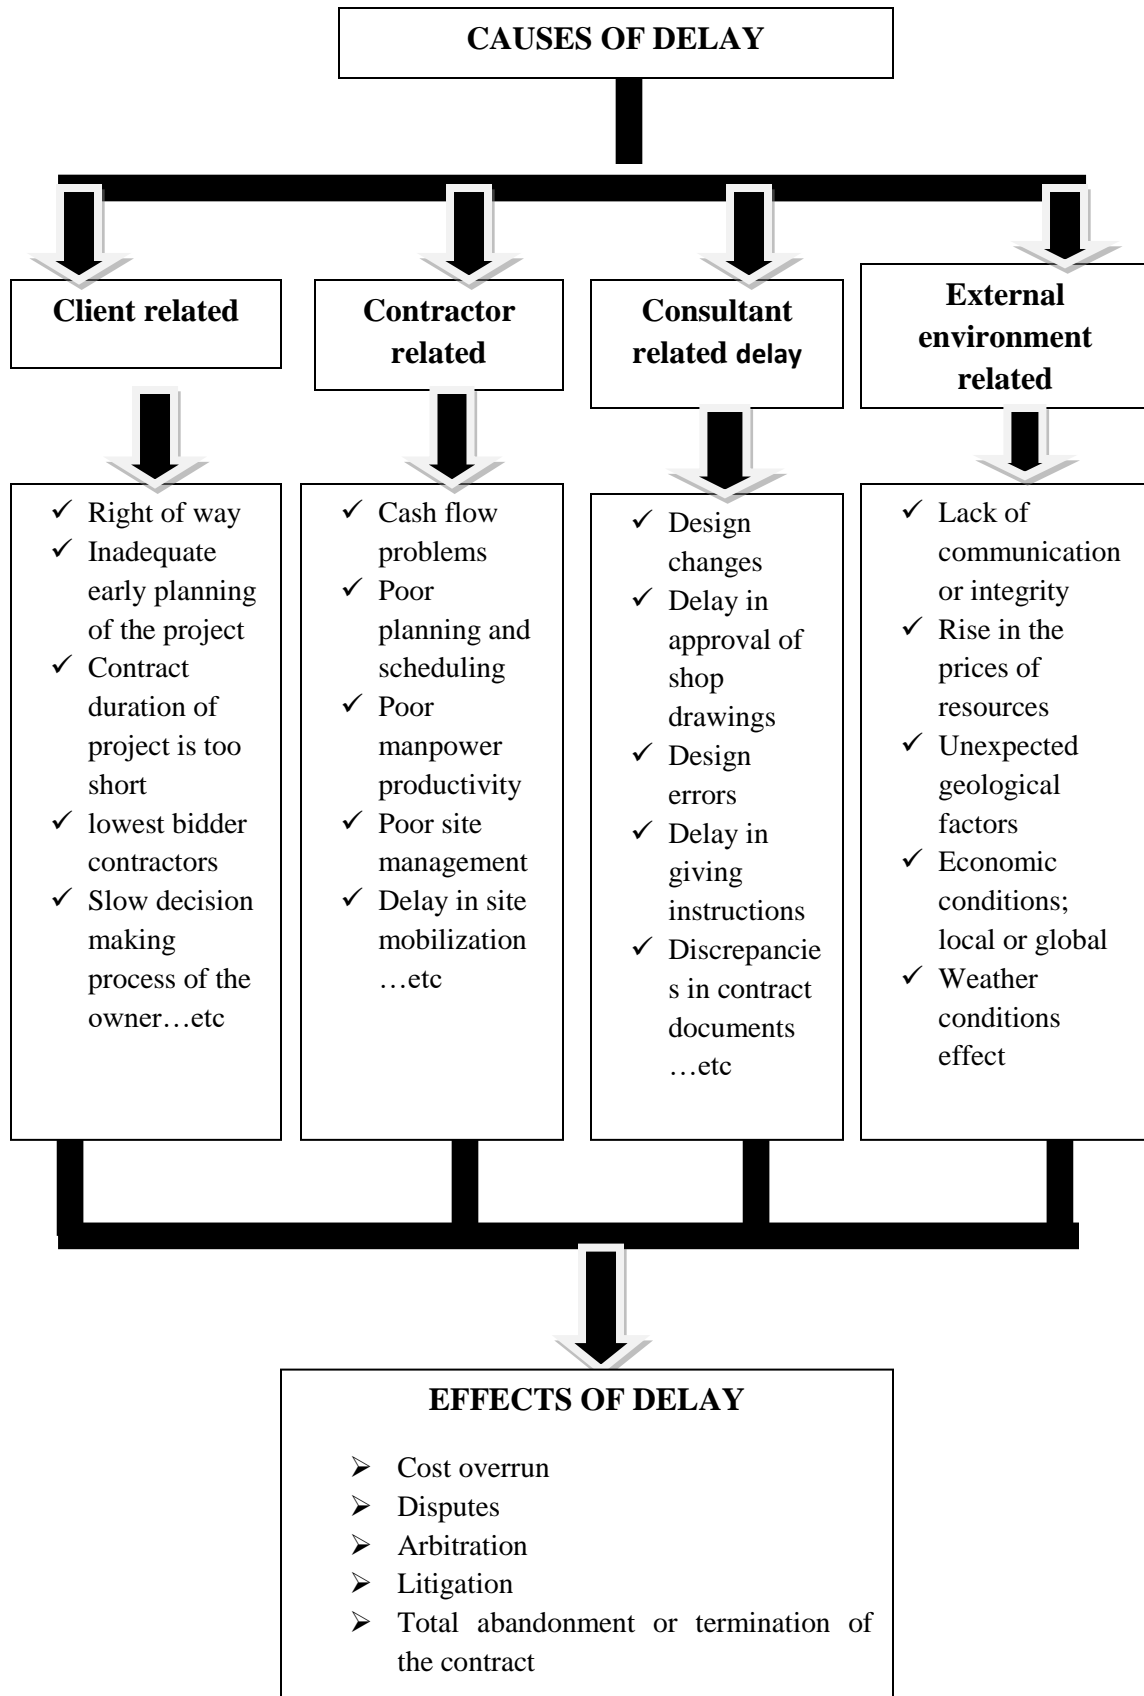 CAUSES OF DELAY
Client related
Contractor
related
Consultant
related delay
External
environment
related
✓ Right of way
✓ Inadequate
early planning
of the project
✓ Contract
duration of
project is too
short
✓ lowest bidder
contractors
✓ Slow decision
making
process of the
owner…etc
✓ Cash flow
problems
✓ Poor
planning and
scheduling
✓ Poor
manpower
productivity
✓ Poor site
management
✓ Delay in site
mobilization
…etc
✓ Design
changes
✓ Delay in
approval of
shop
drawings
✓ Design
errors
✓ Delay in
giving
instructions
✓ Discrepancie
s in contract
documents
…etc
✓ Lack of
communication
or integrity
✓ Rise in the
prices of
resources
✓ Unexpected
geological
factors
✓ Economic
conditions;
local or global
✓ Weather
conditions
effect
EFFECTS OF DELAY
➢ Cost overrun
➢ Disputes
➢ Arbitration
➢ Litigation
➢ Total abandonment or termination of
the contract